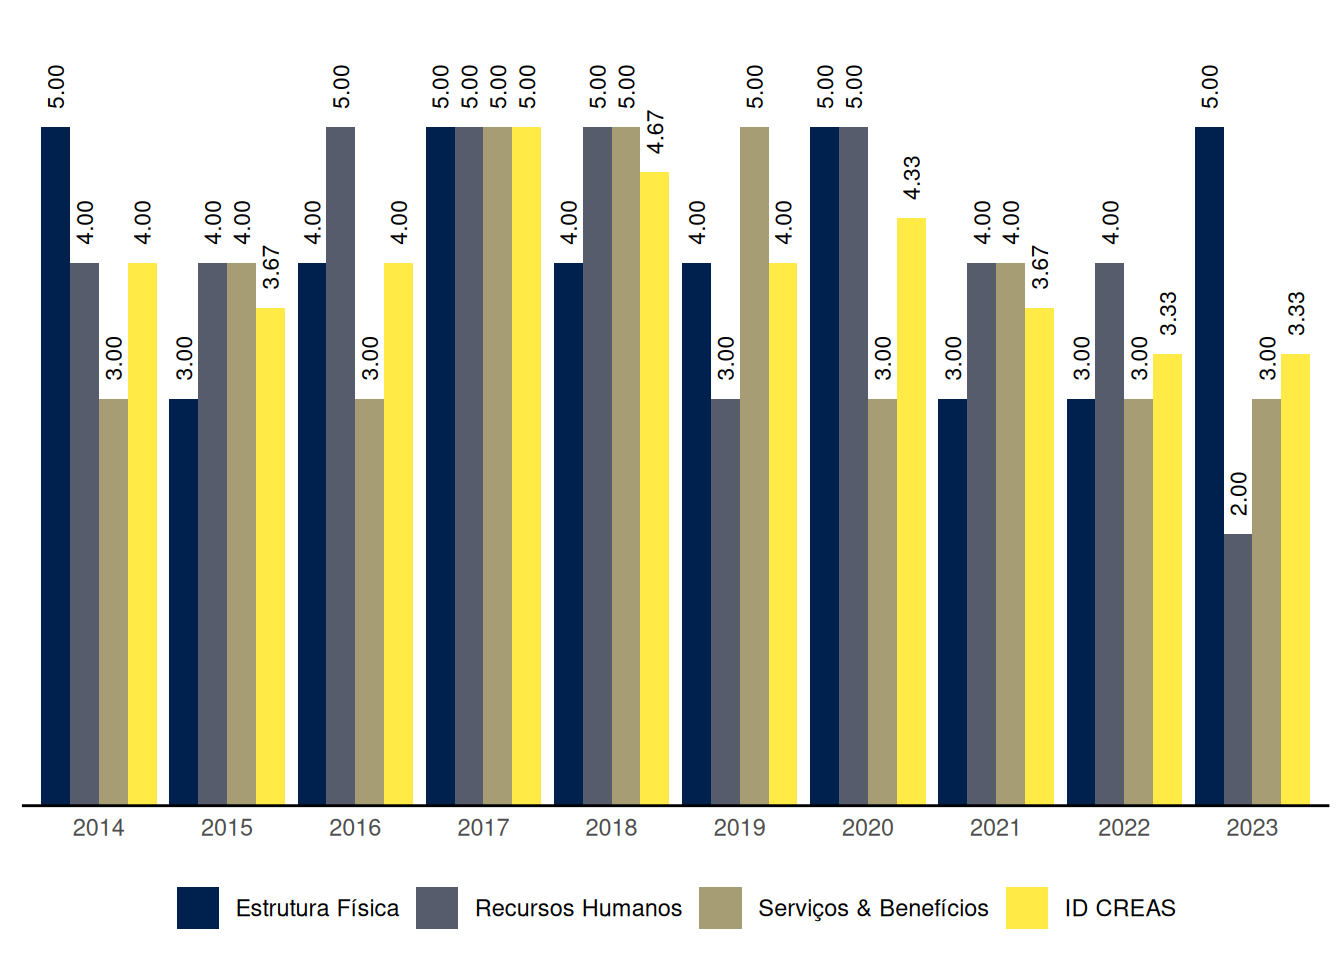 5.00 4.00 3.00 4.00
3.00 4.00 4.00 3.67
4.00 5.00 3.00 4.00
5.00 5.00 5.00 5.00
4.00 5.00 5.00 4.67
4.00 3.00 5.00 4.00
5.00 5.00 3.00 4.33
3.00 4.00 4.00 3.67
3.00 4.00 3.00 3.33
5.00 2.00 3.00 3.33
2014 2015 2016 2017 2018 2019 2020 2021 2022 2023
Estrutura Física Recursos Humanos Serviços & Benefícios ID CREAS